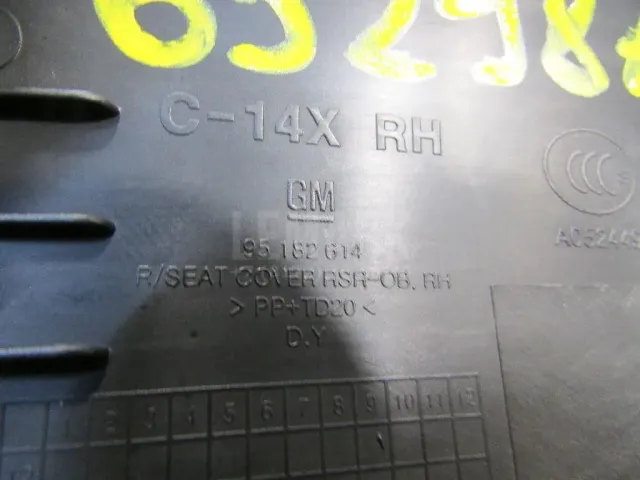 C-14X RH
GM
95 182 614
R/SEAT COVER RSR-OB, RH
>PP+TD20<
D.Y
1 2 3 4 5 6 7 8 9 10 11 12